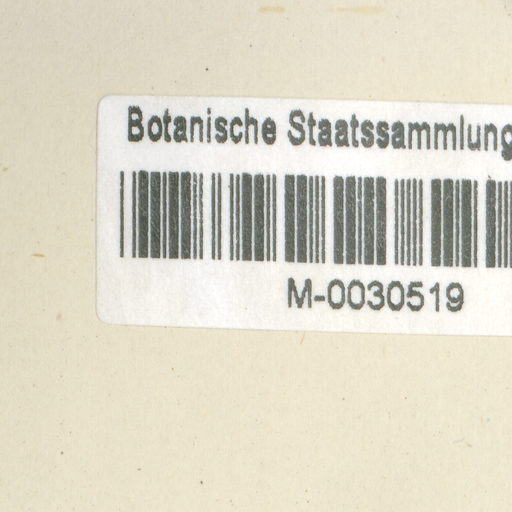 Botanische Staatssammlung
M-0030519